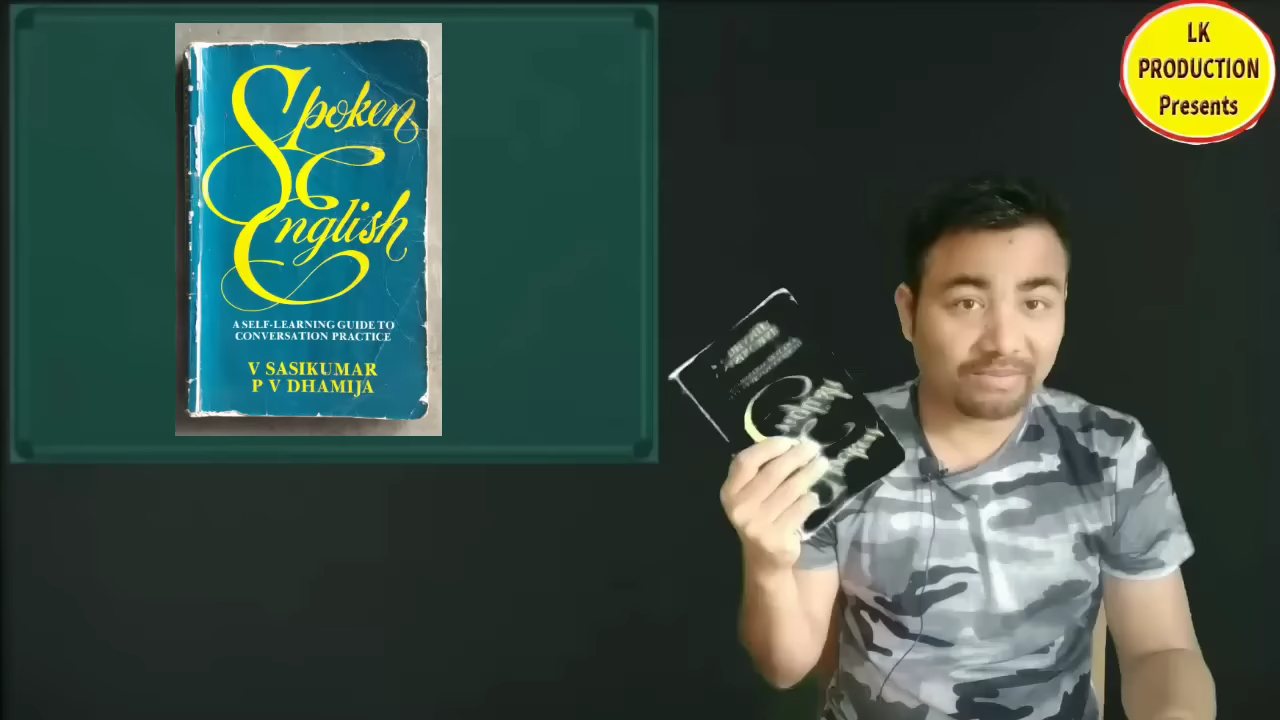 Spoken
English
A SELF-LEARNING GUIDE TO
CONVERSATION PRACTICE
V SASIKUMAR
P V DHAMIJA
LK
PRODUCTION
Presents